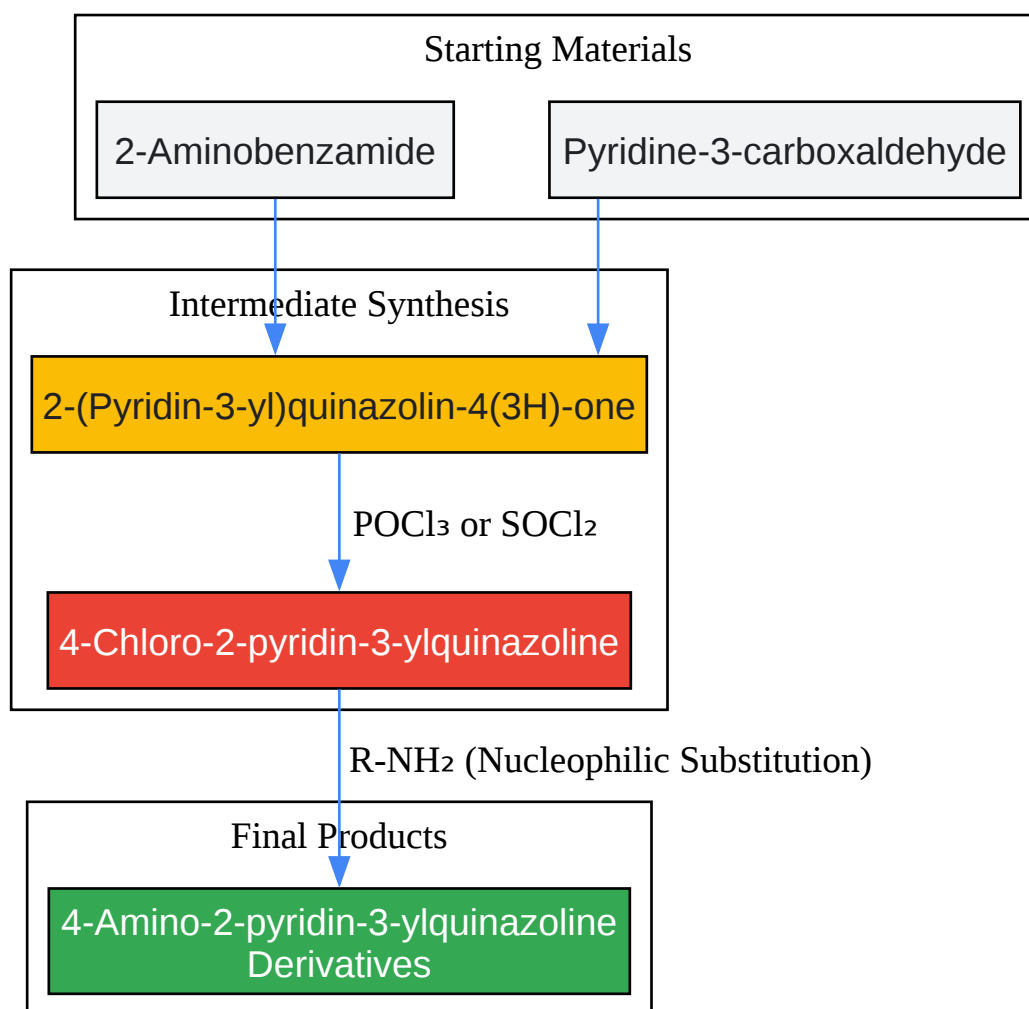 Starting Materials
2-Aminobenzamide
Pyridine-3-carboxaldehyde
Intermediate Synthesis
2-(Pyridin-3-yl)quinazolin-4(3H)-one
POCl₃ or SOCl₂
4-Chloro-2-pyridin-3-ylquinazoline
R-NH₂ (Nucleophilic Substitution)
Final Products
4-Amino-2-pyridin-3-ylquinazoline
Derivatives